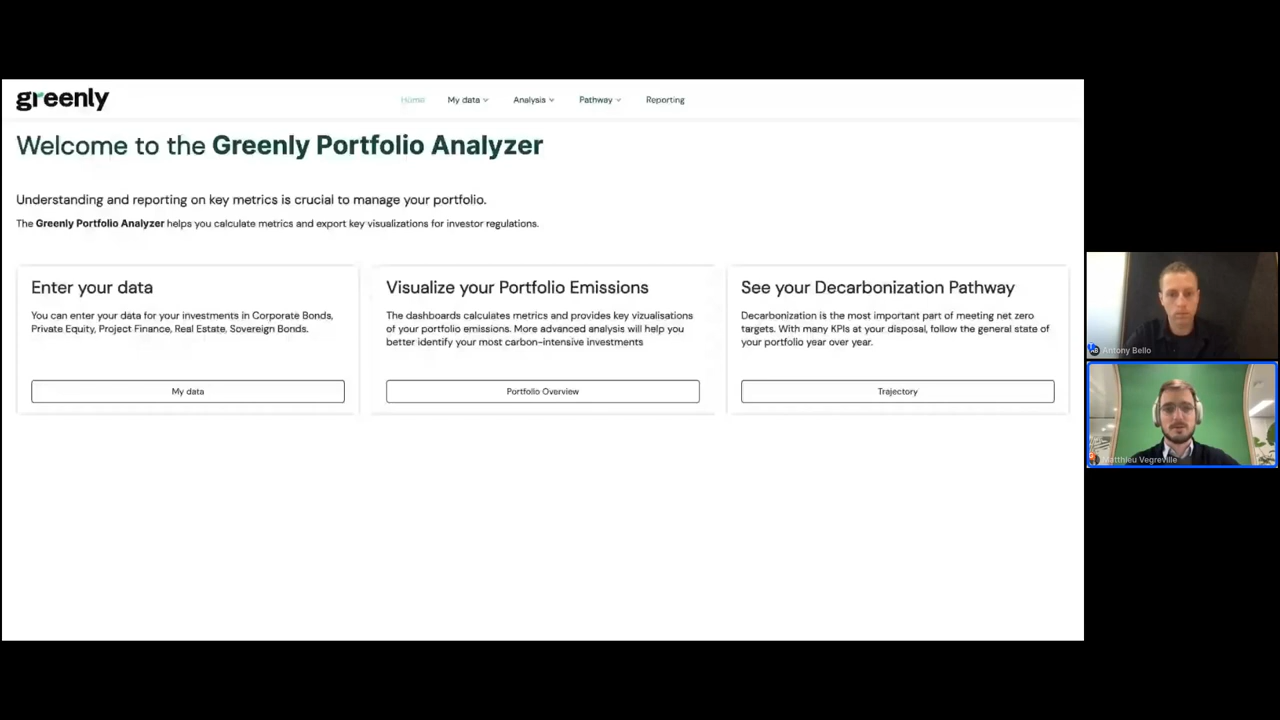 greenly
Home My data Analysis Pathway Reporting
Welcome to the Greenly Portfolio Analyzer
Understanding and reporting on key metrics is crucial to manage your portfolio.
The Greenly Portfolio Analyzer helps you calculate metrics and export key visualizations for investor regulations.
Enter your data
You can enter your data for your investments in Corporate Bonds,
Private Equity, Project Finance, Real Estate, Sovereign Bonds.
My data
Visualize your Portfolio Emissions
The dashboards calculates metrics and provides key vizualisations
of your portfolio emissions. More advanced analysis will help you
better identify your most carbon-intensive investments
Portfolio Overview
See your Decarbonization Pathway
Decarbonization is the most important part of meeting net zero
targets. With many KPIs at your disposal, follow the general state of
your portfolio year over year.
Trajectory
Antony Bello
Matthieu Vegreville